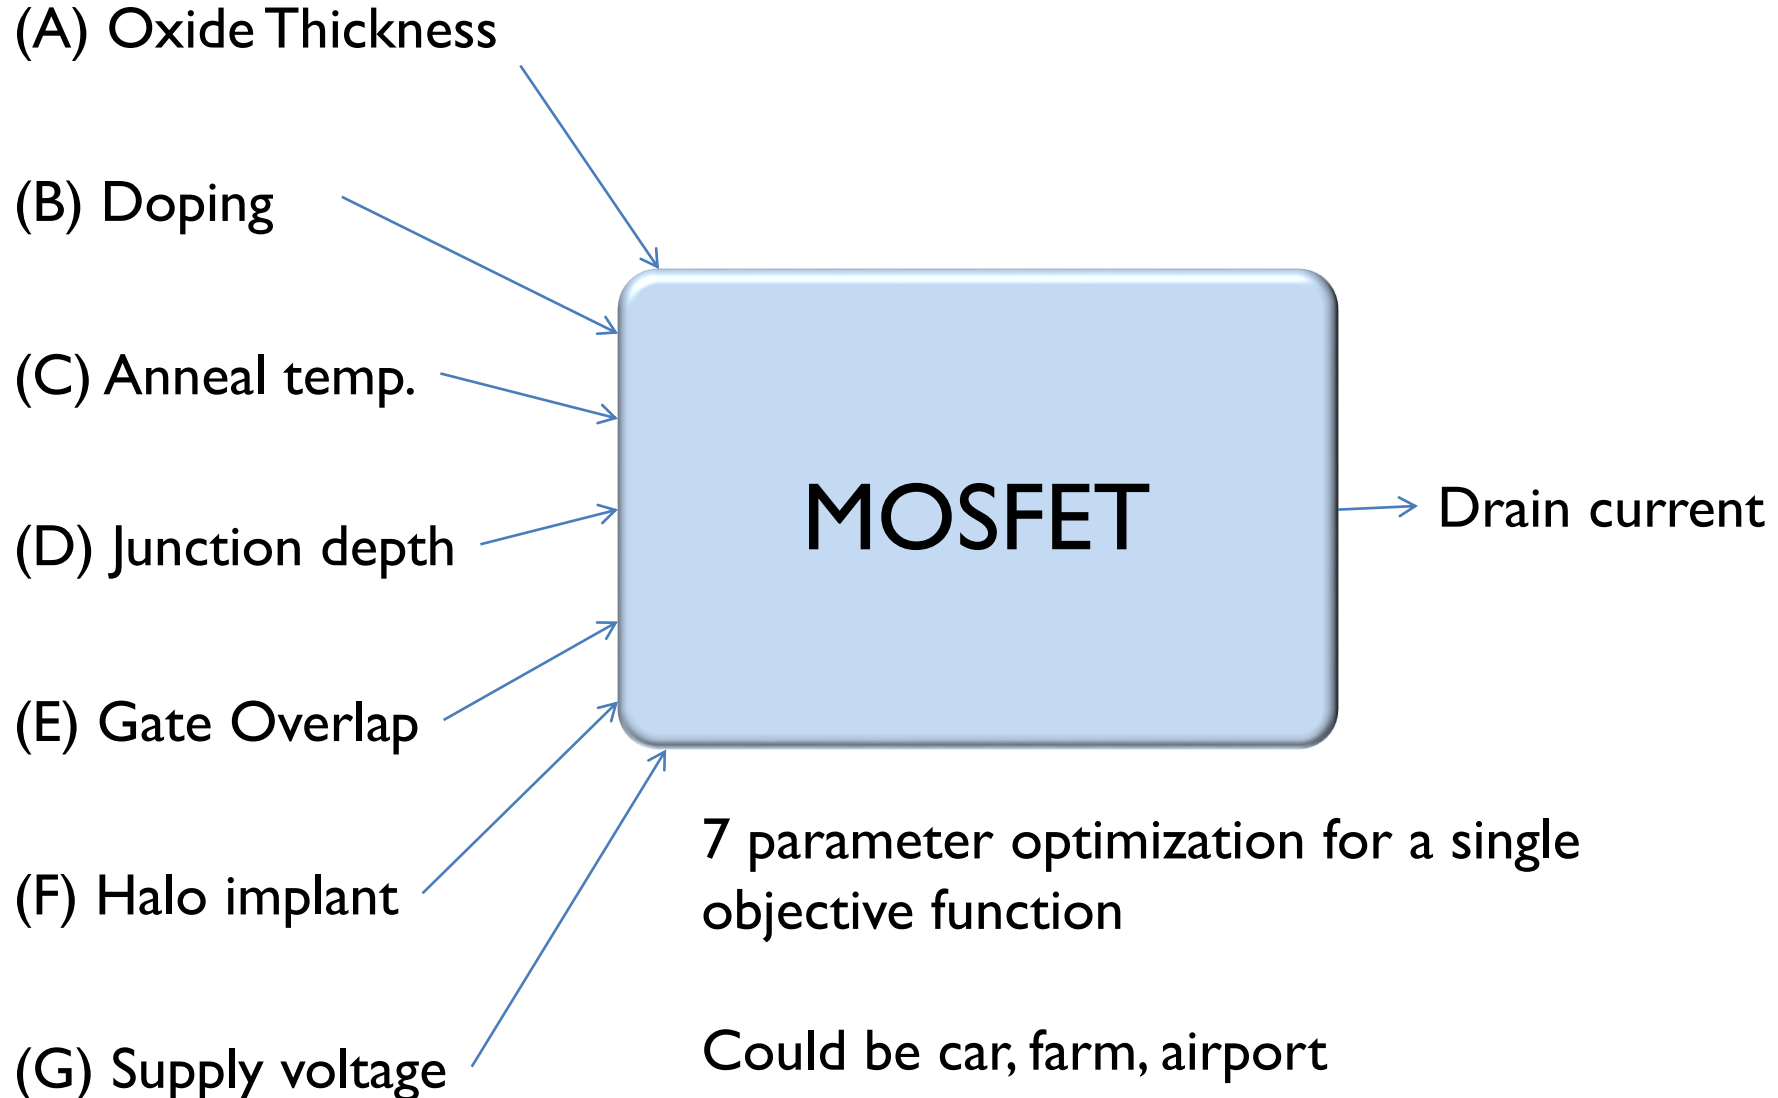 (A) Oxide Thickness
(B) Doping
(C) Anneal temp.
(D) Junction depth
(E) Gate Overlap
(F) Halo implant
(G) Supply voltage
MOSFET
Drain current
7 parameter optimization for a single
objective function
Could be car, farm, airport